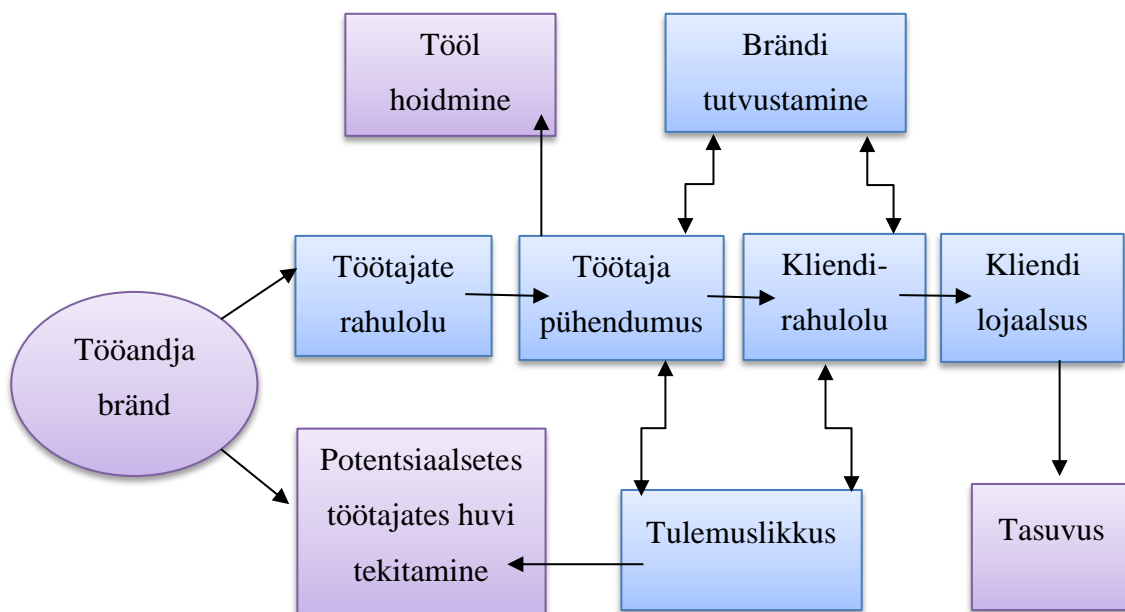 Tööl
hoidmine
Brändi
tutvustamine
Töötajate
rahulolu
Töötaja
pühendumus
Kliendi-
rahulolu
Kliendi
lojaalsus
Tööandja
bränd
Potentsiaalsetes
töötajates huvi
tekitamine
Tulemuslikkus
Tasuvus